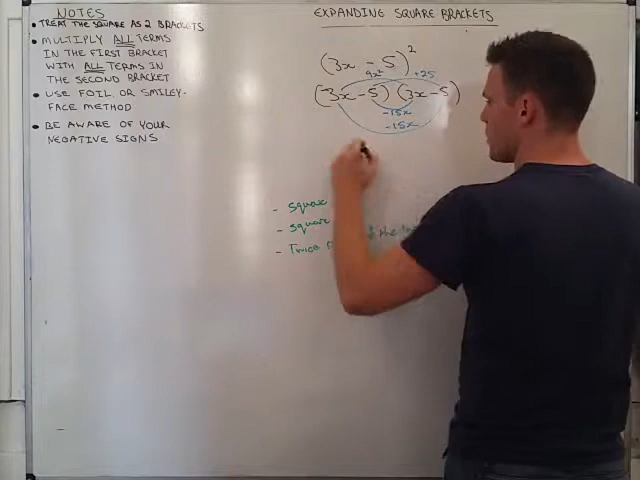 NOTES
• TREAT THE SQUARE AS 2 BRACKETS
• MULTIPLY ALL TERMS
IN THE FIRST BRACKET
WITH ALL TERMS IN
THE SECOND BRACKET
• USE FOIL OR SMILEY-
FACE METHOD
• BE AWARE OF YOUR
NEGATIVE SIGNS
EXPANDING SQUARE BRACKETS
(3x - 5)²
9x² +25
(3x - 5)(3x - 5)
-15x
-15x
- square
- square
- Twice of the